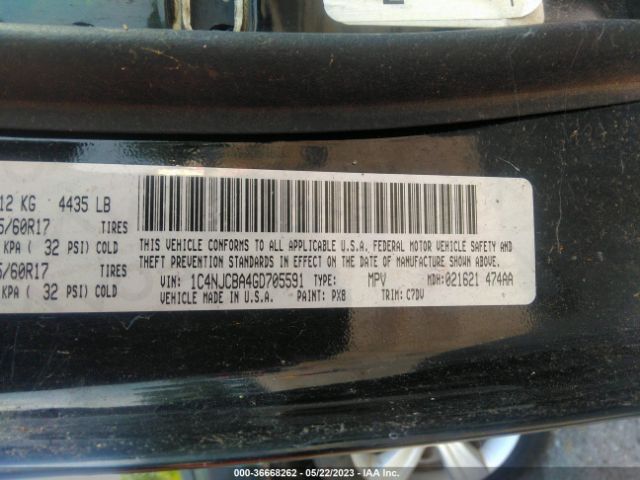 12 KG 4435 LB
5/60R17 TIRES
KPA ( 32 PSI) COLD
5/60R17 TIRES
KPA ( 32 PSI) COLD
THIS VEHICLE CONFORMS TO ALL APPLICABLE U.S.A. FEDERAL MOTOR VEHICLE SAFETY AND
THEFT PREVENTION STANDARDS IN EFFECT ON THE DATE OF MANUFACTURE SHOWN ABOVE.
VIN: 1C4NJCBA4GD705591 TYPE: MPV MDH:021621 474AA
VEHICLE MADE IN U.S.A. PAINT: PX8 TRIM: C7DV
000-36668262 - 05/22/2023 - IAA Inc.